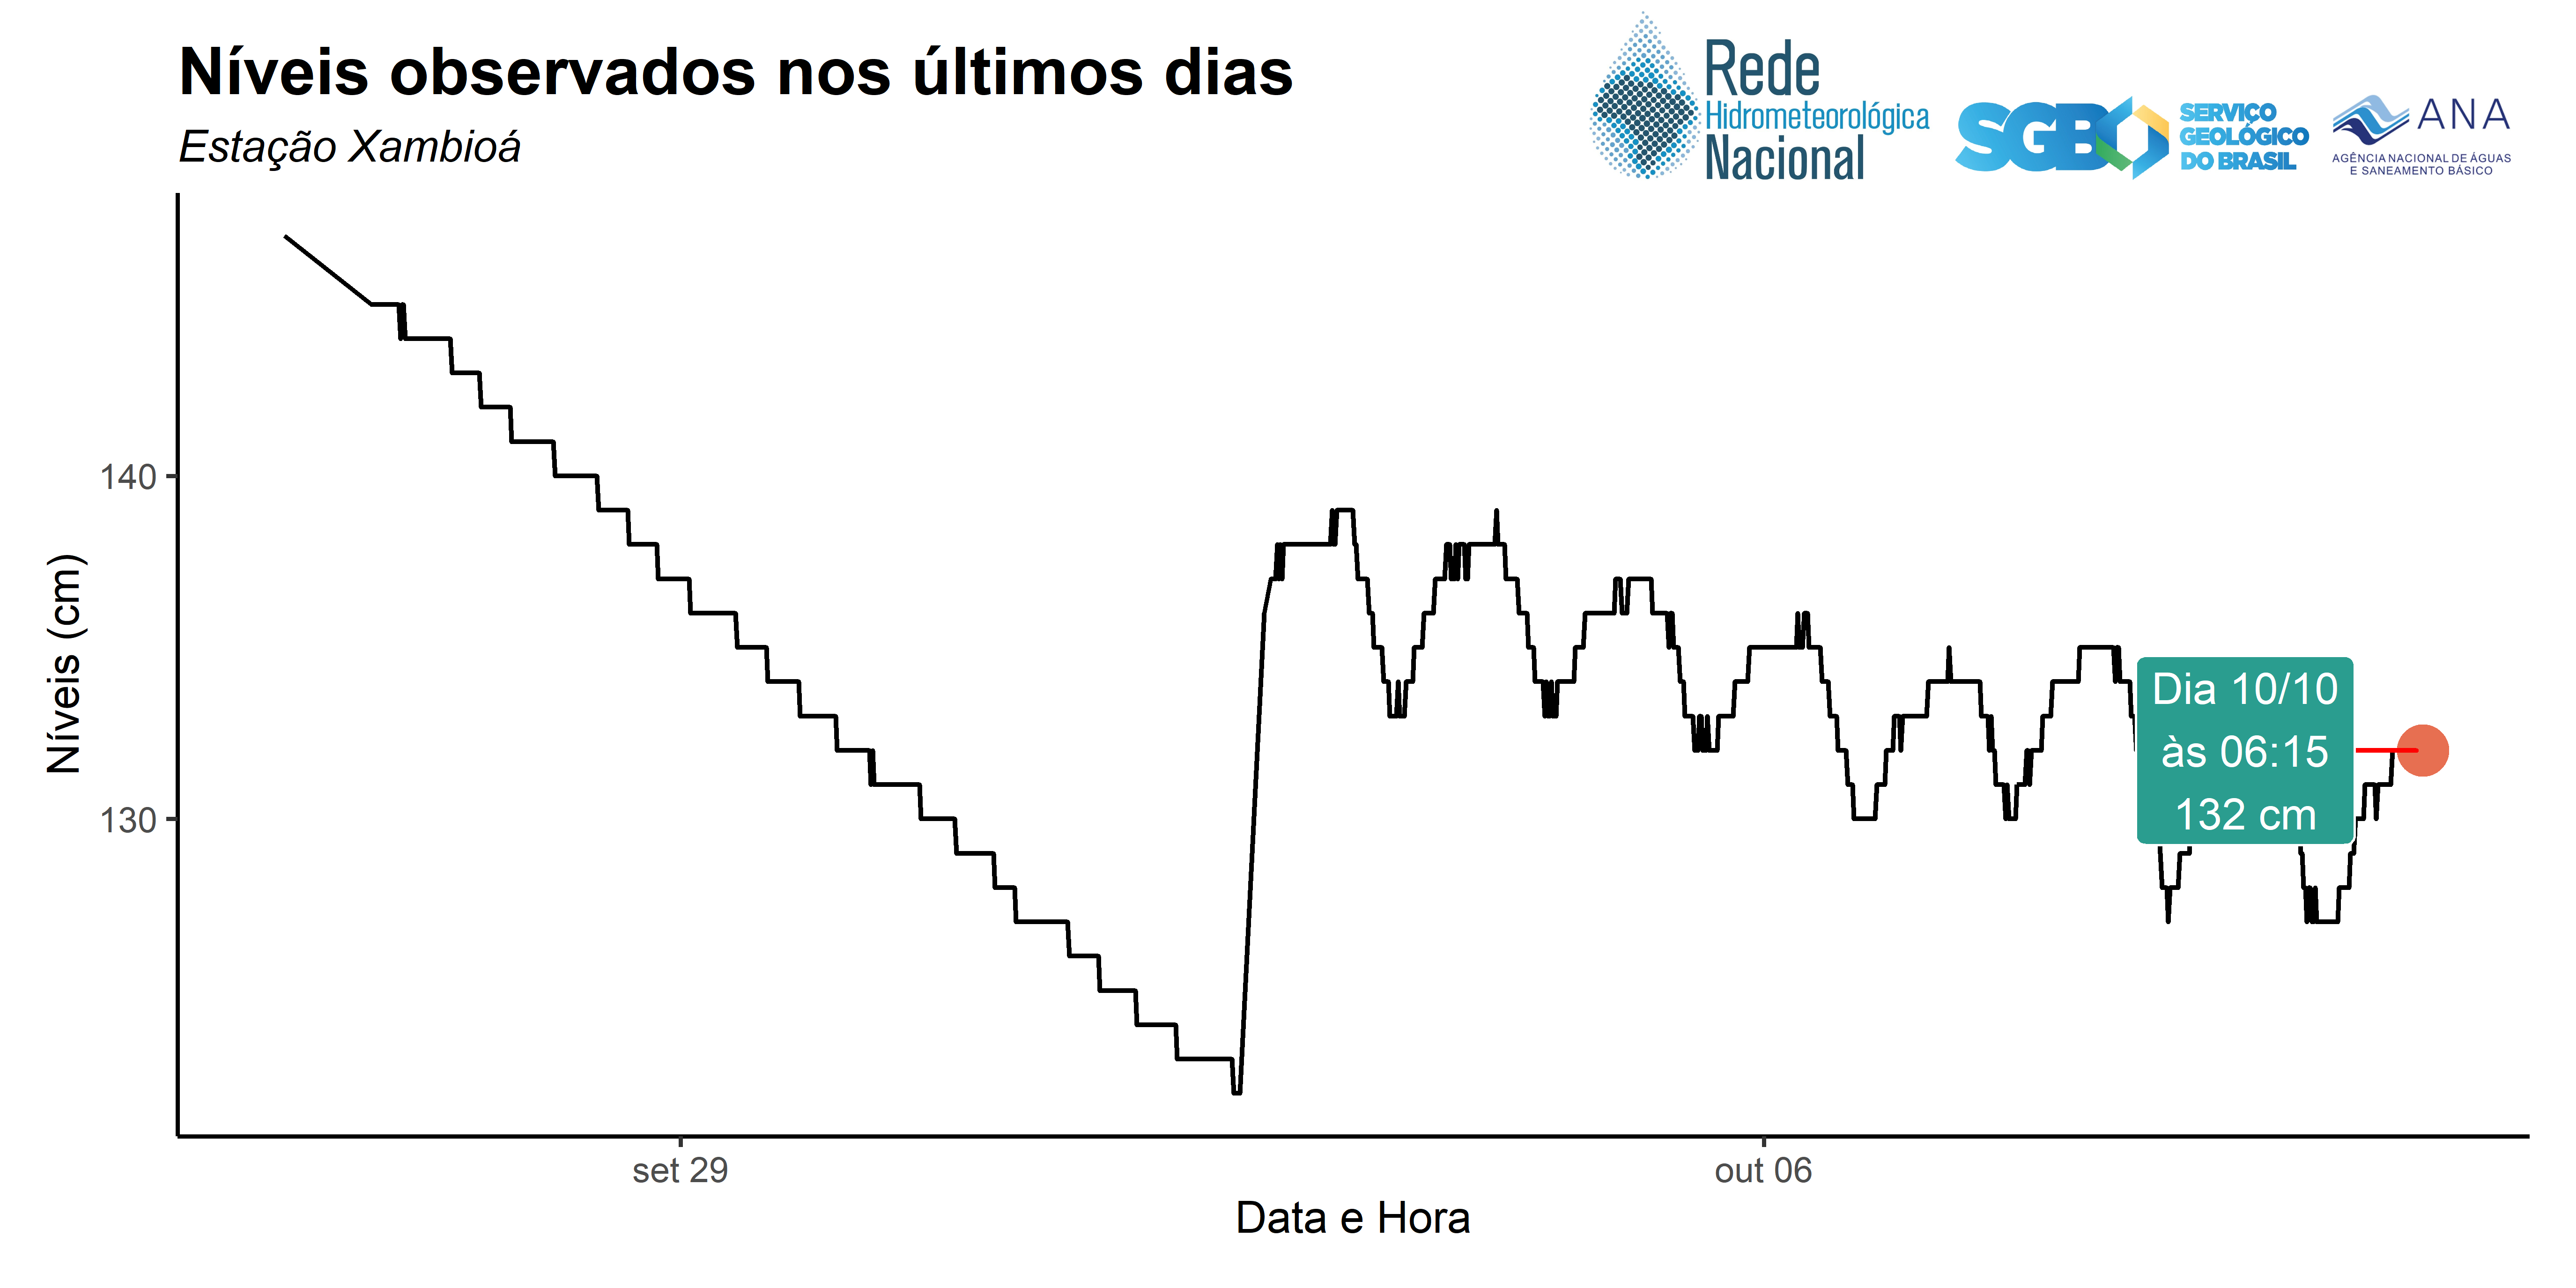 Níveis observados nos últimos dias
Estação Xambioá
Rede
Hidrometeorológica
Nacional
SGB
SERVIÇO
GEOLÓGICO
DO BRASIL
ANA
AGÊNCIA NACIONAL DE ÁGUAS
E SANEAMENTO BÁSICO
Níveis (cm)
140
130
Dia 10/10
às 06:15
132 cm
set 29
out 06
Data e Hora